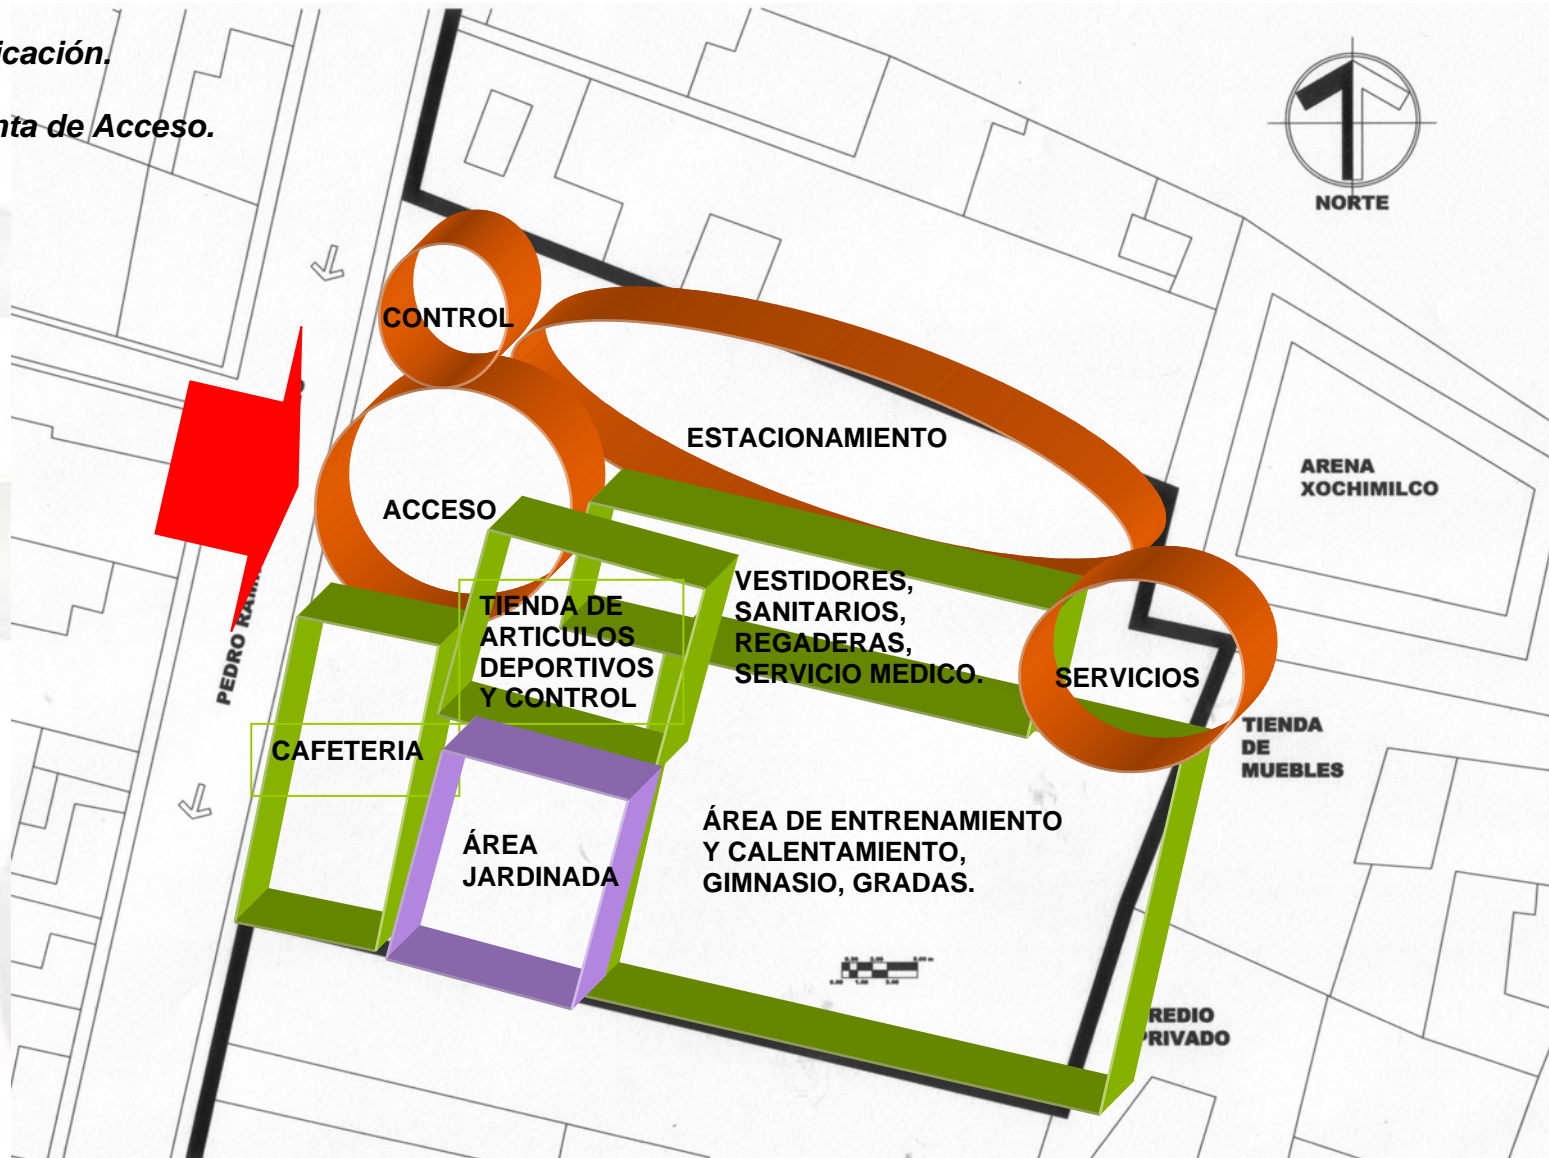 icación.
nta de Acceso.
NORTE
CONTROL
ESTACIONAMIENTO
ARENA
XOCHIMILCO
ACCESO
VESTIDORES,
SANITARIOS,
REGADERAS,
SERVICIO MEDICO.
TIENDA DE
ARTICULOS
DEPORTIVOS
Y CONTROL
SERVICIOS
PEDRO RAM
TIENDA
DE
MUEBLES
CAFETERIA
ÁREA DE ENTRENAMIENTO
Y CALENTAMIENTO,
GIMNASIO, GRADAS.
ÁREA
JARDINADA
REDIO
PRIVADO